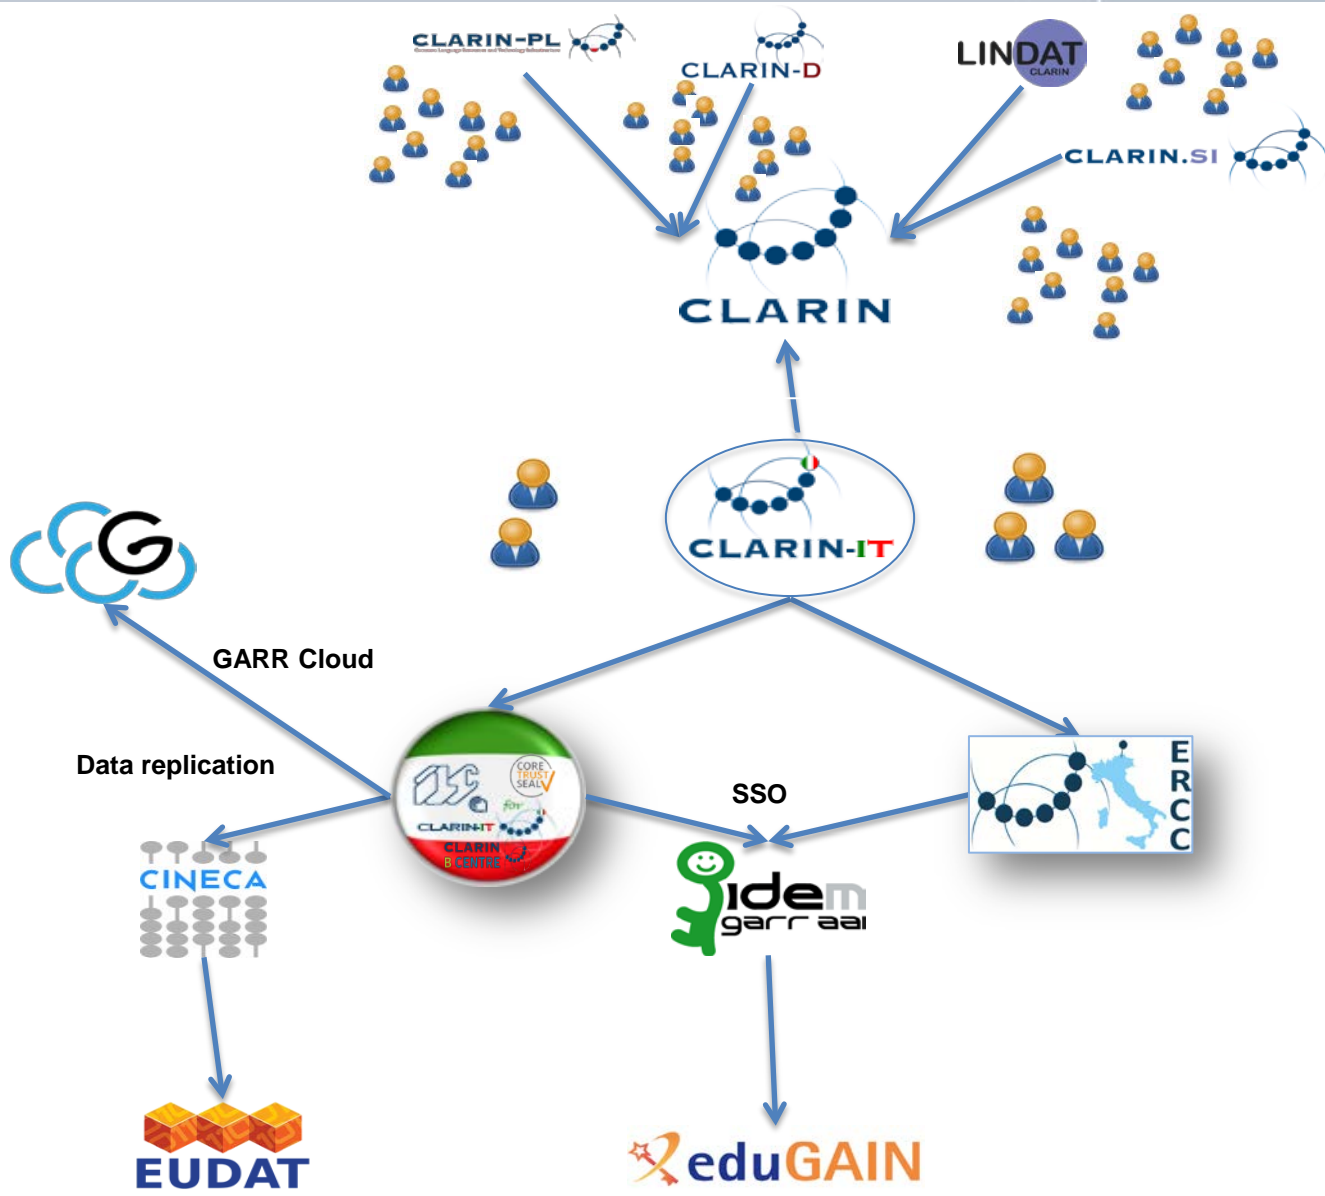 CLARIN-PL
CLARIN-D
LINDAT
CLARIN
CLARIN.SI
CLARIN
CLARIN-IT
G
GARR Cloud
Data replication
CORE
TRUST
SEAL
for
CLARIN-IT
CLARIN
B CENTRE
SSO
ERCC
CINECA
idem
garr aai
EUDAT
eduGAIN